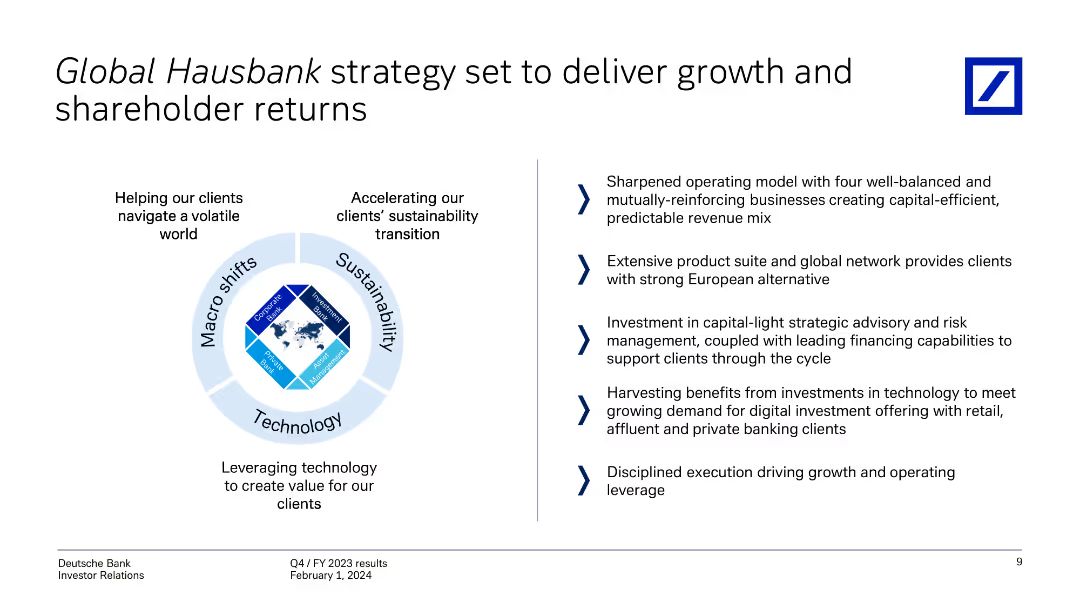 Global Hausbank strategy set to deliver growth and
shareholder returns
Helping our clients
navigate a volatile
world
Accelerating our
clients' sustainability
transition
Macro shifts
Sustainability
Technology
Corporate
Bank
Investment
Bank
Private
Bank
Asset
Management
Leveraging technology
to create value for our
clients
Sharpened operating model with four well-balanced and
mutually-reinforcing businesses creating capital-efficient,
predictable revenue mix
Extensive product suite and global network provides clients
with strong European alternative
Investment in capital-light strategic advisory and risk
management, coupled with leading financing capabilities to
support clients through the cycle
Harvesting benefits from investments in technology to meet
growing demand for digital investment offering with retail,
affluent and private banking clients
Disciplined execution driving growth and operating
leverage
Deutsche Bank
Investor Relations
Q4 / FY 2023 results
February 1, 2024
9